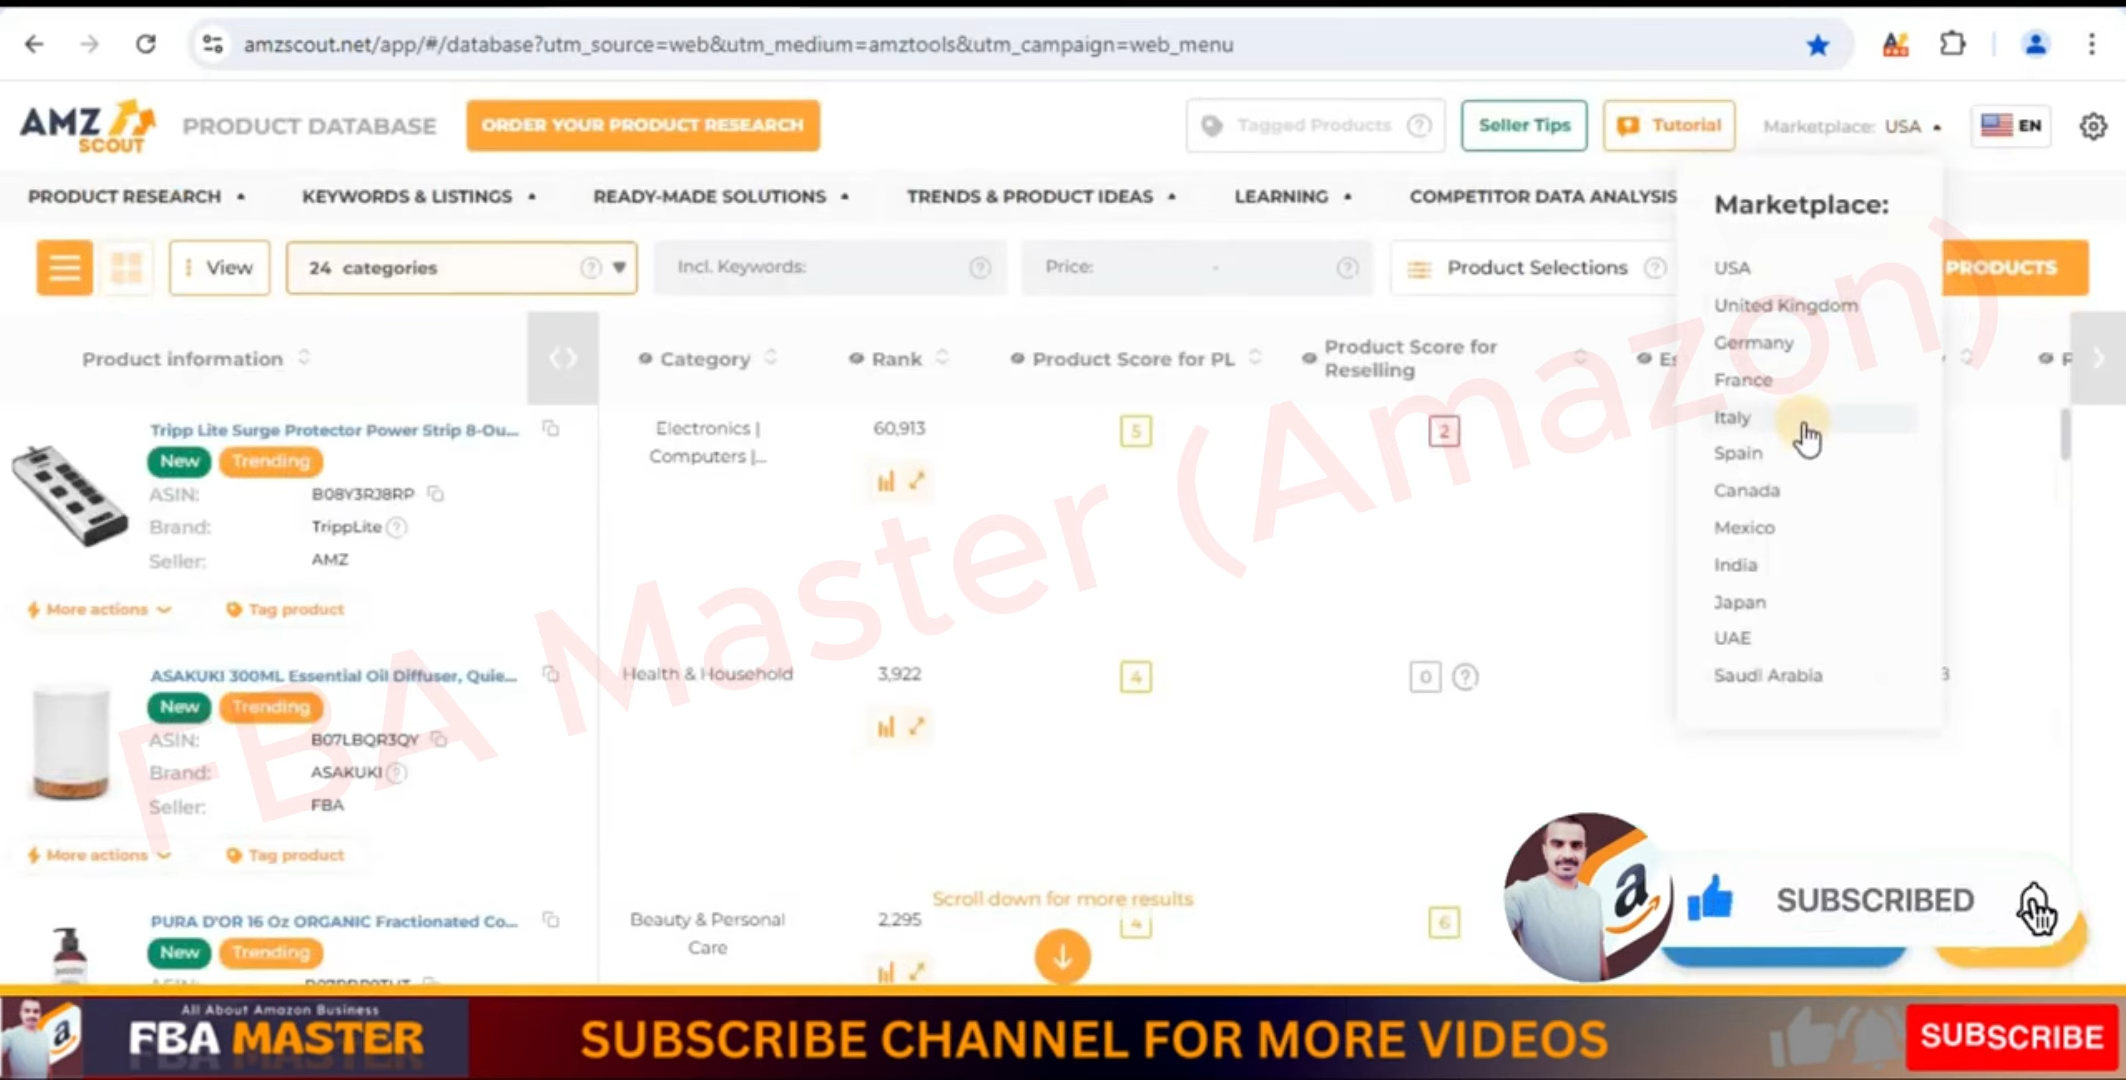 amzscout.net/app/#/database?utm_source=web&utm_medium=amztools&utm_campaign=web_menu
AMZ SCOUT
PRODUCT DATABASE
ORDER YOUR PRODUCT RESEARCH
Tagged Products
Seller Tips
Tutorial
Marketplace: USA
EN
PRODUCT RESEARCH
KEYWORDS & LISTINGS
READY-MADE SOLUTIONS
TRENDS & PRODUCT IDEAS
LEARNING
COMPETITOR DATA ANALYSIS
View
24 categories
Incl. Keywords:
Price: -
Product Selections
PRODUCTS
Marketplace:
USA
United Kingdom
Germany
France
Italy
Spain
Canada
Mexico
India
Japan
UAE
Saudi Arabia
Product information
Category
Rank
Product Score for PL
Product Score for
Reselling
Es
Tripp Lite Surge Protector Power Strip 8-Ou...
New
Trending
ASIN: B08Y3RJ8RP
Brand: TrippLite
Seller: AMZ
Electronics |
Computers |...
60,913
5
2
More actions
Tag product
ASAKUKI 300ML Essential Oil Diffuser, Quie...
New
Trending
ASIN: B07LBQR3QY
Brand: ASAKUKI
Seller: FBA
Health & Household
3,922
4
0
3
More actions
Tag product
PURA D'OR 16 Oz ORGANIC Fractionated Co...
New
Trending
Beauty & Personal
Care
2,295
4
6
Scroll down for more results
FBA Master (Amazon)
SUBSCRIBED
All About Amazon Business
FBA MASTER
SUBSCRIBE CHANNEL FOR MORE VIDEOS
SUBSCRIBE